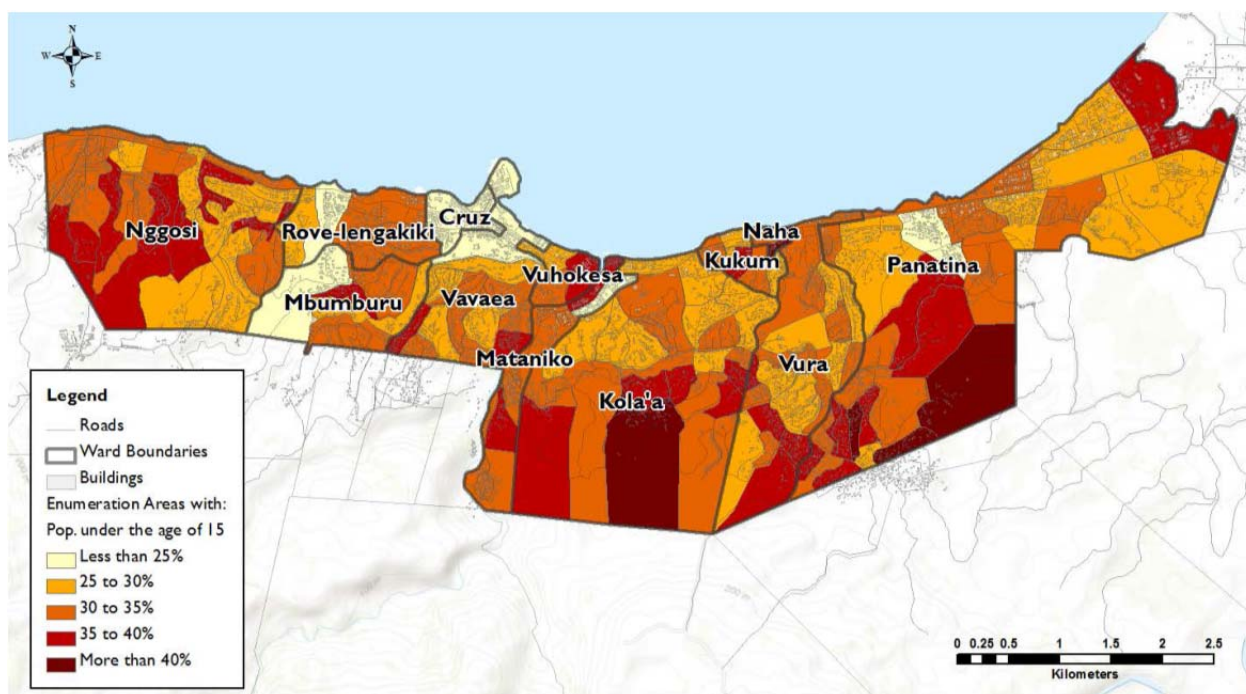 N
W E
S
Nggosi
Rove-lengakiki
Cruz
Mbumburu
Vavaea
Vuhokesa
Mataniko
Kola'a
Naha
Kukum
Vura
Panatina
Legend
Roads
Ward Boundaries
Buildings
Enumeration Areas with:
Pop. under the age of 15
Less than 25%
25 to 30%
30 to 35%
35 to 40%
More than 40%
0 0.25 0.5 1 1.5 2 2.5
Kilometers